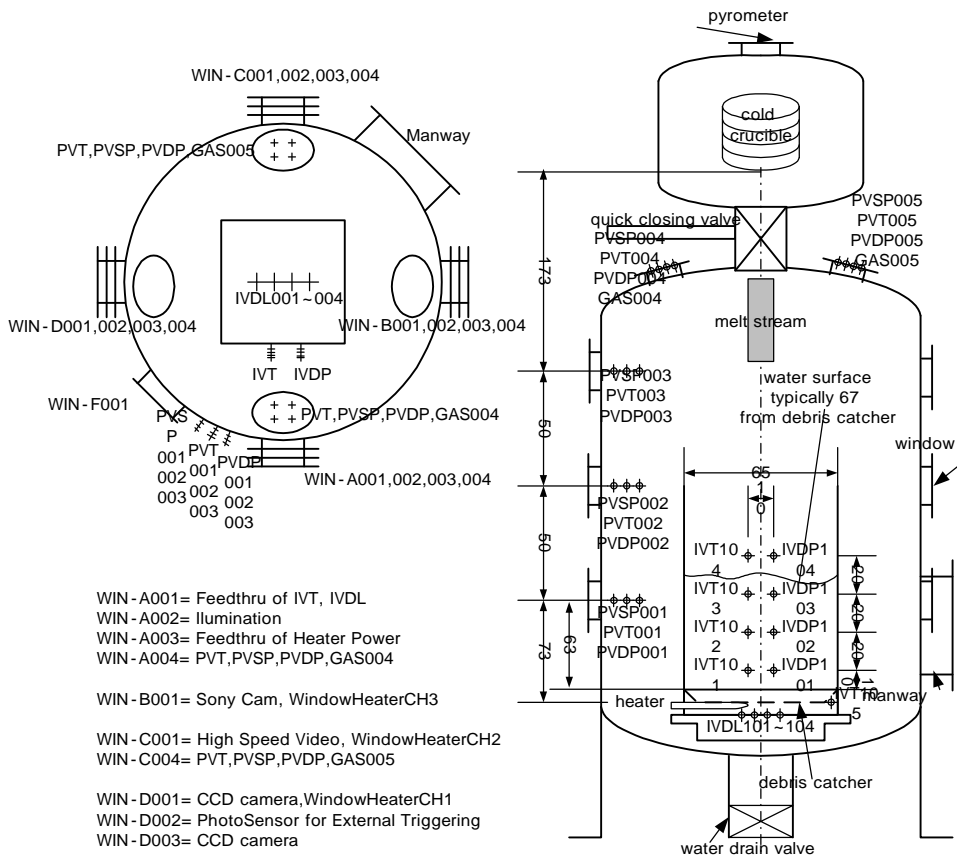 pyrometer
WIN-C001,002,003,004
Manway
PVT,PVSP,PVDP,GAS005
cold
crucible
IVDL001~004
WIN-D001,002,003,004
WIN-B001,002,003,004
IVT
IVDP
WIN-F001
PVS
P
001
002
003
PVT
001
002
003
PVDP
001
002
003
PVT,PVSP,PVDP,GAS004
WIN-A001,002,003,004
quick closing valve
PVSP004
PVT004
PVDP004
GAS004
PVSP005
PVT005
PVDP005
GAS005
173
melt stream
PVSP003
PVT003
PVDP003
water surface
typically 67
from debris catcher
window
50
65
1
0
PVSP002
PVT002
PVDP002
50
IVT10
4
IVDP1
04
20
IVT10
3
IVDP1
03
20
IVT10
2
IVDP1
02
20
IVT10
1
IVDP1
01
10
PVSP001
PVT001
PVDP001
73
63
heater
IVT10
5
manway
IVDL101~104
debris catcher
water drain valve
WIN-A001= Feedthru of IVT, IVDL
WIN-A002= Ilumination
WIN-A003= Feedthru of Heater Power
WIN-A004= PVT,PVSP,PVDP,GAS004
WIN-B001= Sony Cam, WindowHeaterCH3
WIN-C001= High Speed Video, WindowHeaterCH2
WIN-C004= PVT,PVSP,PVDP,GAS005
WIN-D001= CCD camera,WindowHeaterCH1
WIN-D002= PhotoSensor for External Triggering
WIN-D003= CCD camera